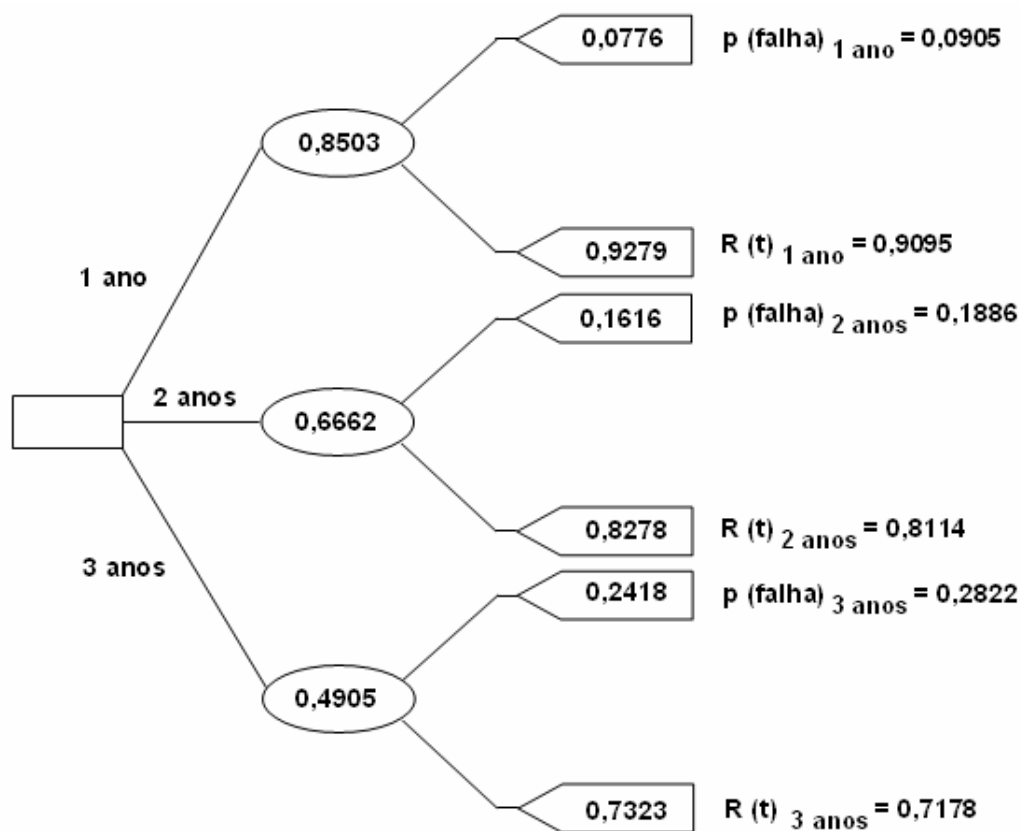 0,0776 p (falha) 1 ano = 0,0905
0,8503
0,9279 R (t) 1 ano = 0,9095
1 ano
0,1616 p (falha) 2 anos = 0,1886
2 anos
0,6662
0,8278 R (t) 2 anos = 0,8114
3 anos
0,2418 p (falha) 3 anos = 0,2822
0,4905
0,7323 R (t) 3 anos = 0,7178